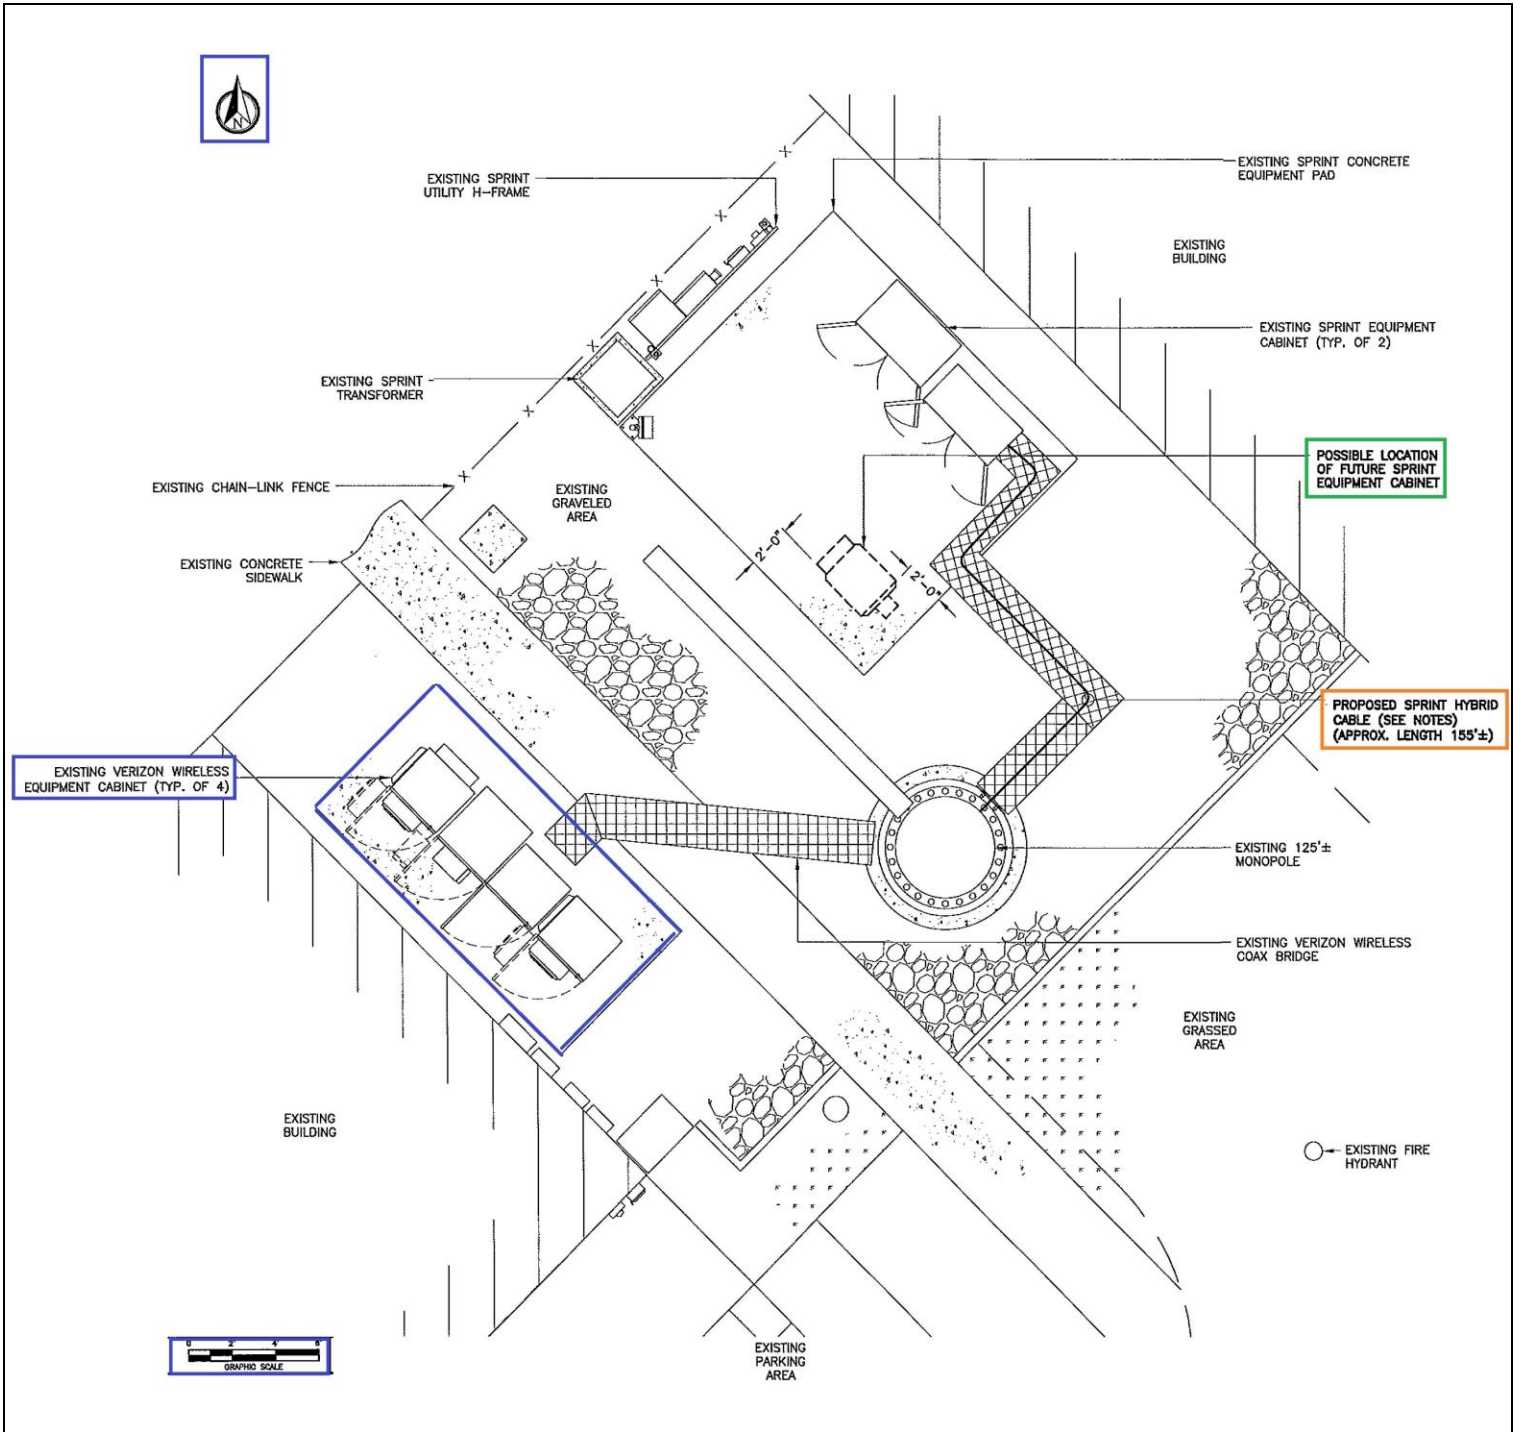 N
EXISTING SPRINT
UTILITY H-FRAME
EXISTING SPRINT CONCRETE
EQUIPMENT PAD
EXISTING
BUILDING
EXISTING SPRINT EQUIPMENT
CABINET (TYP. OF 2)
EXISTING SPRINT
TRANSFORMER
X
X
X
X
X
X
POSSIBLE LOCATION
OF FUTURE SPRINT
EQUIPMENT CABINET
EXISTING CHAIN-LINK FENCE
EXISTING
GRAVELED
AREA
2'-0"
2'-0"
EXISTING CONCRETE
SIDEWALK
PROPOSED SPRINT HYBRID
CABLE (SEE NOTES)
(APPROX. LENGTH 155'±)
EXISTING VERIZON WIRELESS
EQUIPMENT CABINET (TYP. OF 4)
EXISTING 125'±
MONOPOLE
EXISTING VERIZON WIRELESS
COAX BRIDGE
EXISTING
GRASSED
AREA
EXISTING
BUILDING
EXISTING FIRE
HYDRANT
0 2' 4' 6'
GRAPHIC SCALE
EXISTING
PARKING
AREA